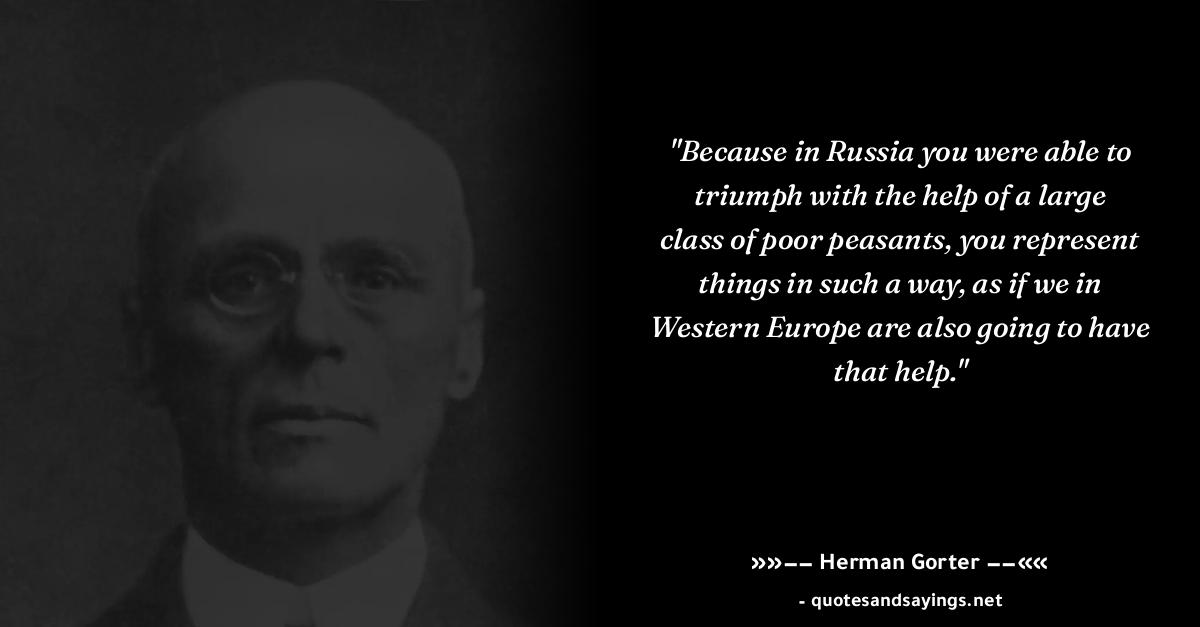 "Because in Russia you were able to
triumph with the help of a large
class of poor peasants, you represent
things in such a way, as if we in
Western Europe are also going to have
that help."
»»–– Herman Gorter ––««
- quotesandsayings.net